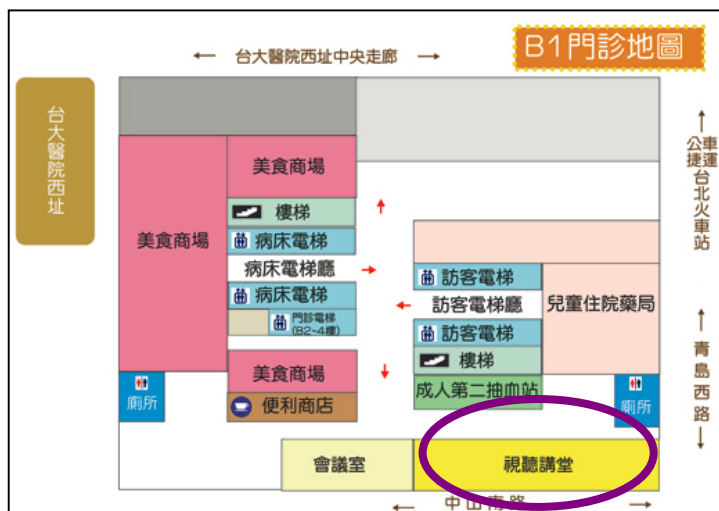 B1門診地圖
← 台大醫院西址中央走廊 →
台大醫院西址
美食商場
樓梯
美食商場
病床電梯
病床電梯廳
病床電梯
門診電梯
(B2~4樓)
美食商場
便利商店
廁所
訪客電梯
訪客電梯廳
訪客電梯
樓梯
成人第二抽血站
兒童住院藥局
廁所
會議室
視聽講堂
← 中山南路 →
公車
捷運
台北火車站
青島西路